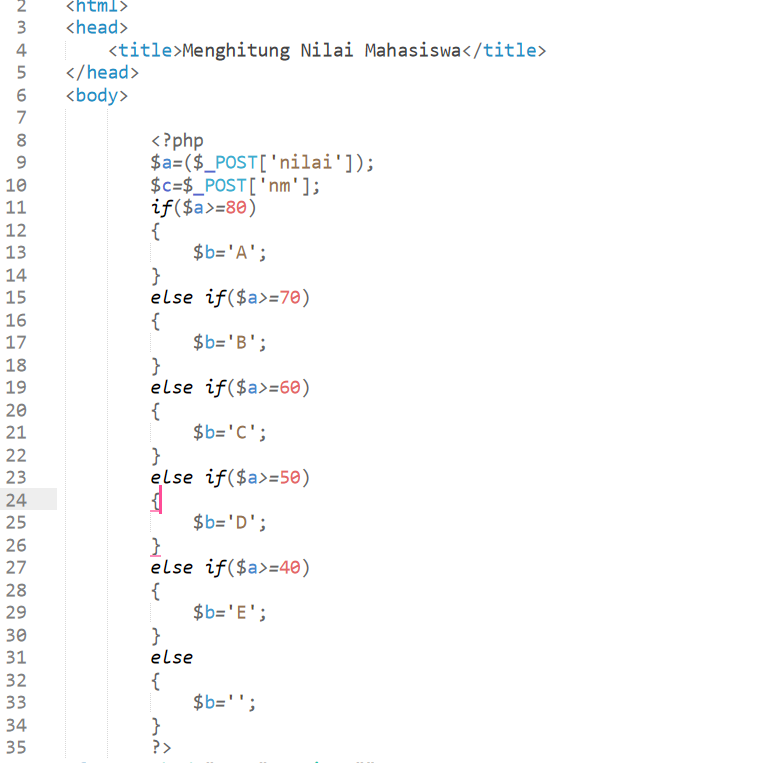 2 <html>
3 <head>
4 <title>Menghitung Nilai Mahasiswa</title>
5 </head>
6 <body>
7
8 <?php
9 $a=($_POST['nilai']);
10 $c=$_POST['nm'];
11 if($a>=80)
12 {
13 $b='A';
14 }
15 else if($a>=70)
16 {
17 $b='B';
18 }
19 else if($a>=60)
20 {
21 $b='C';
22 }
23 else if($a>=50)
24 {
25 $b='D';
26 }
27 else if($a>=40)
28 {
29 $b='E';
30 }
31 else
32 {
33 $b='';
34 }
35 ?>